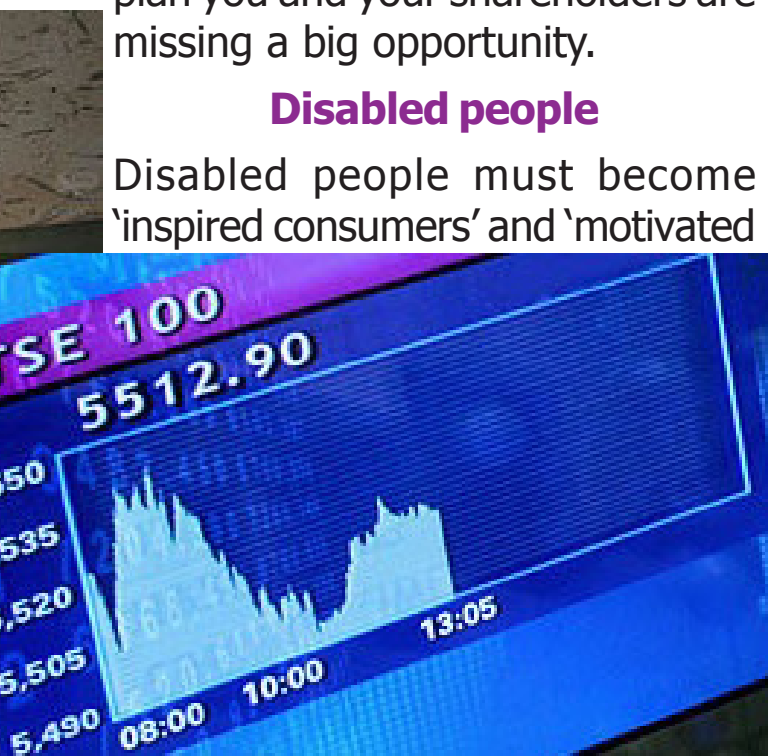 plan you and your shareholders are
missing a big opportunity.
Disabled people
Disabled people must become
‘inspired consumers’ and ‘motivated
TSE 100
5512.90
550
535
,520
5,505
5,490
08:00 10:00 13:05